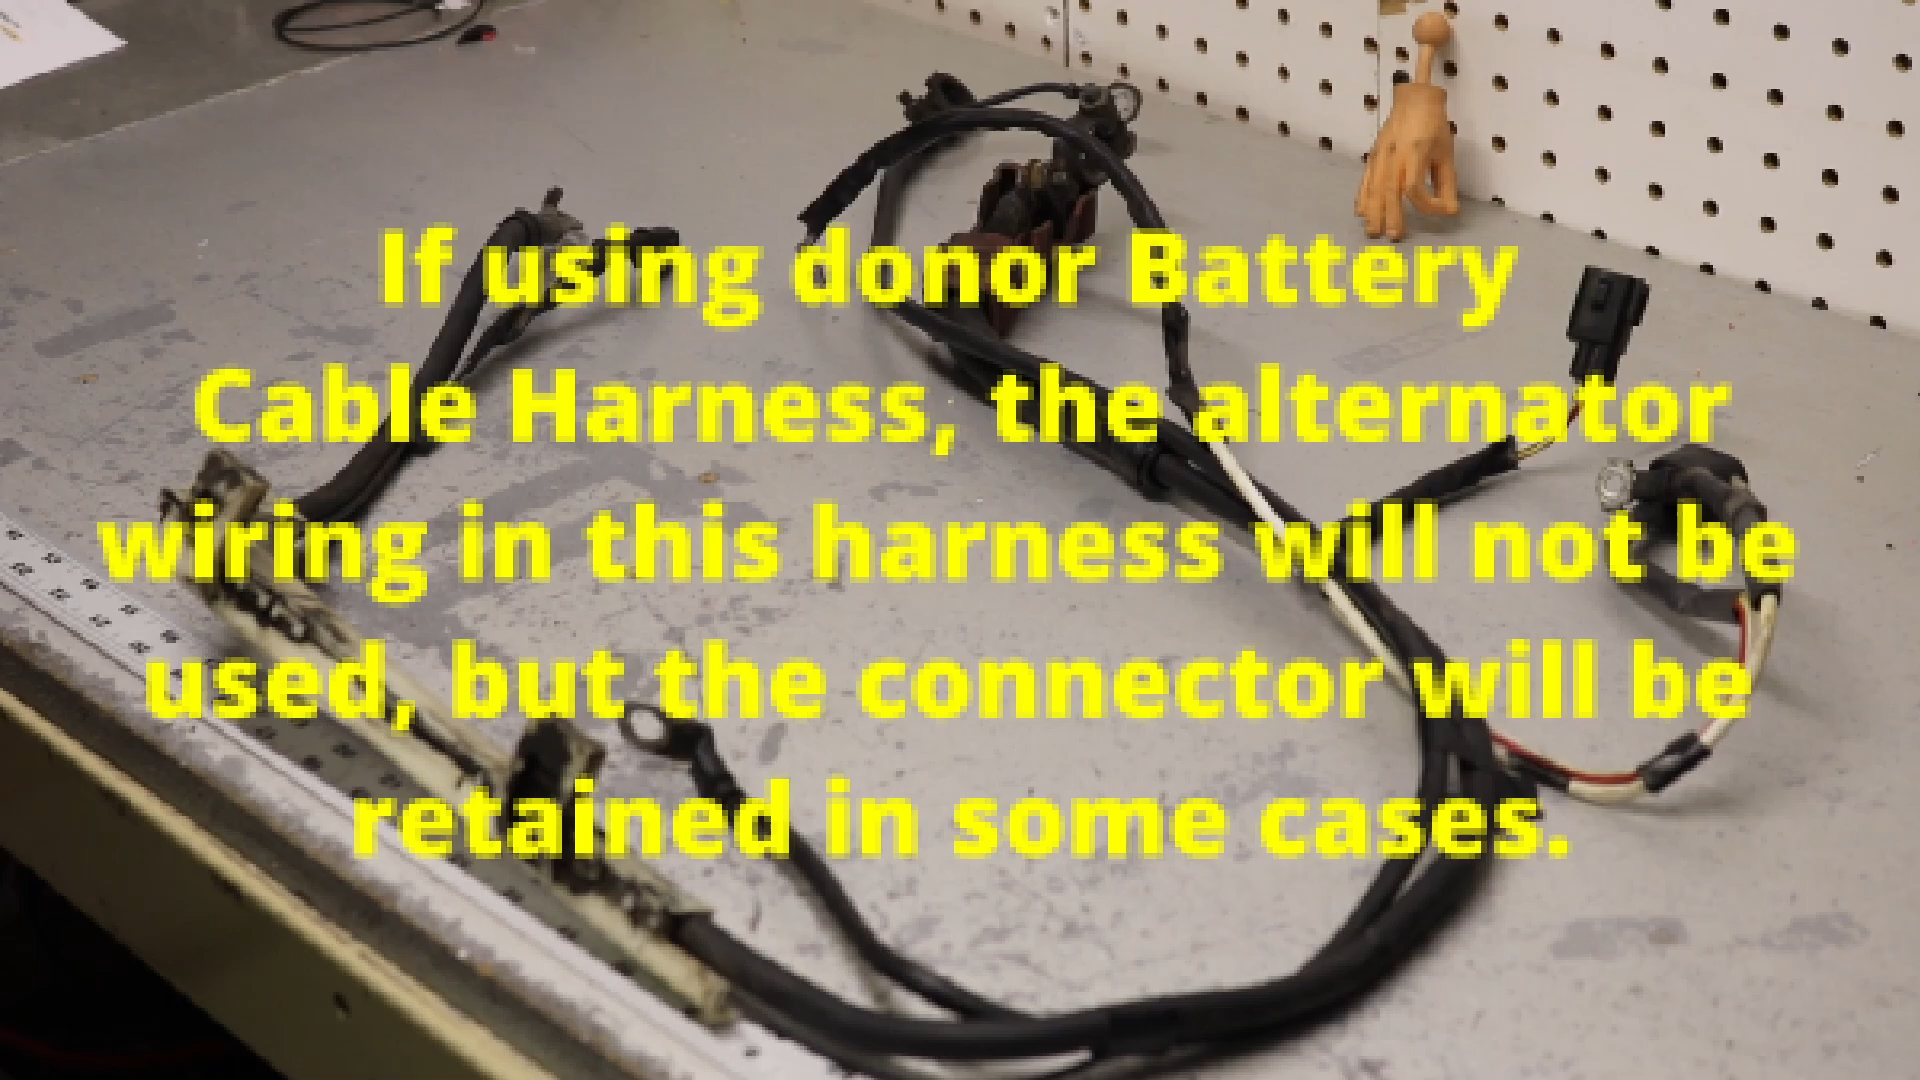 If using donor Battery
Cable Harness, the alternator
wiring in this harness will not be
used, but the connector will be
retained in some cases.